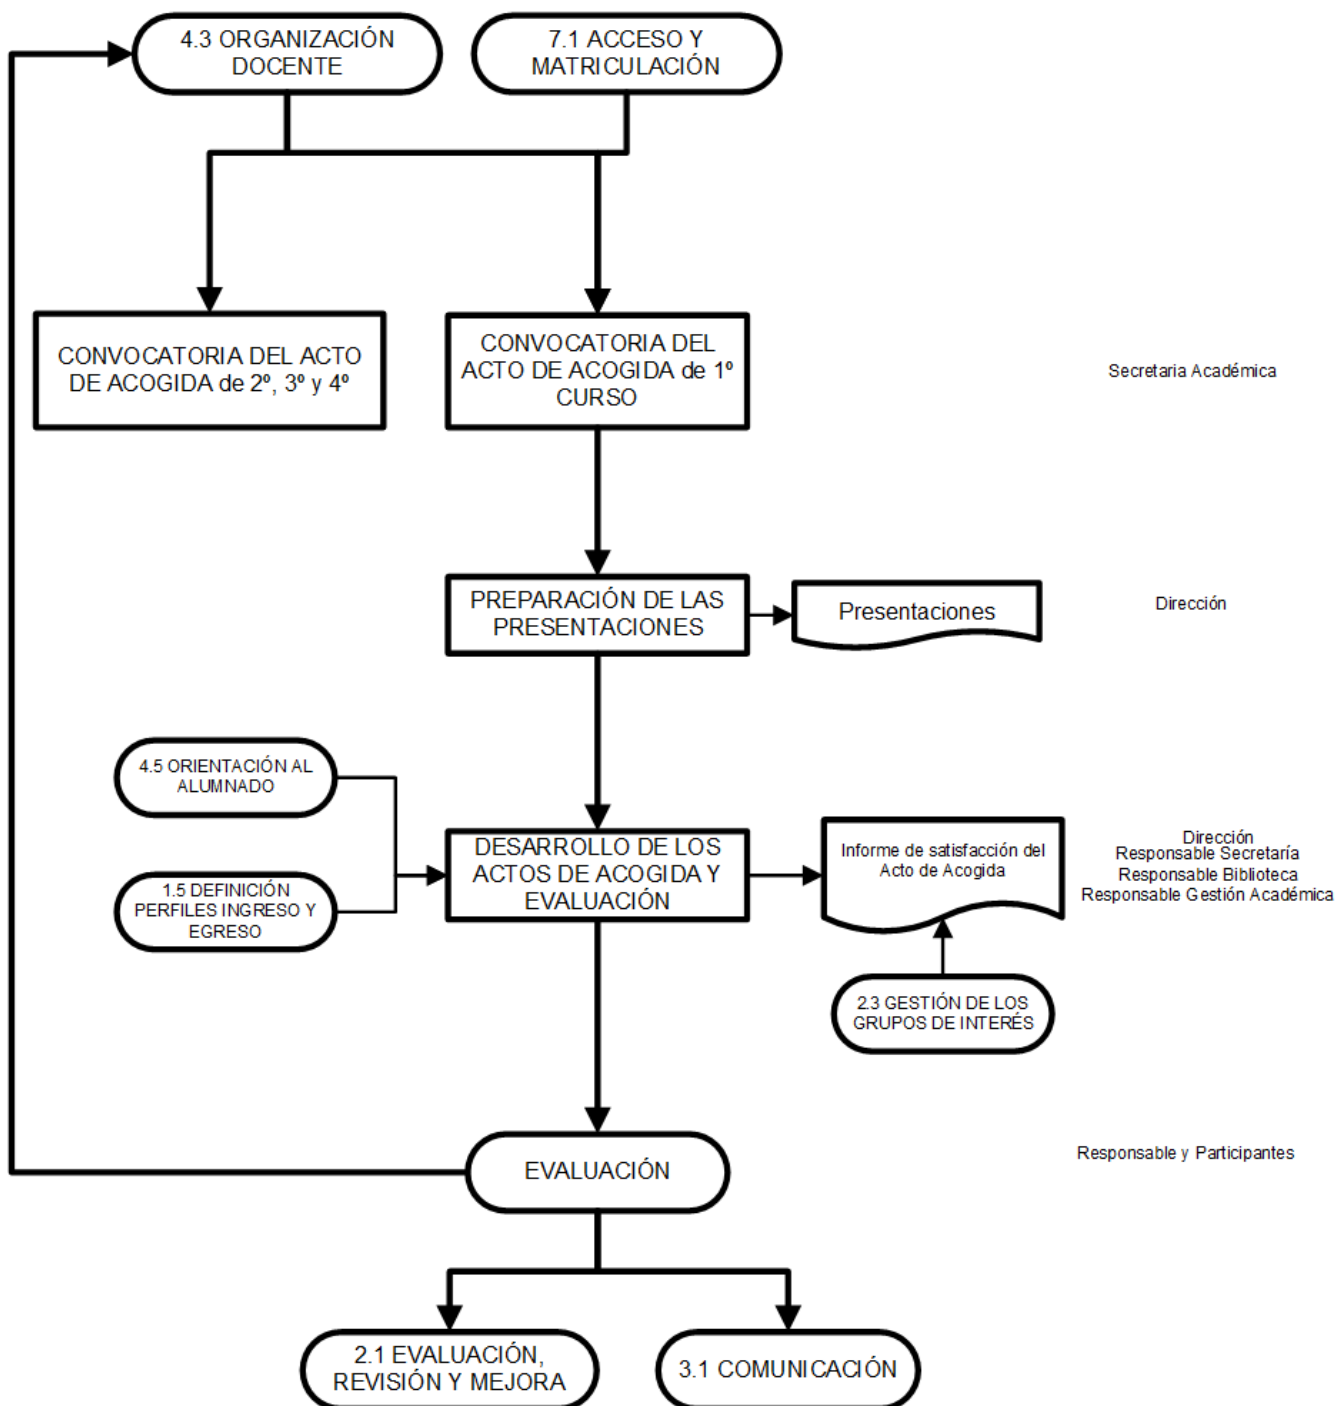 4.3 ORGANIZACIÓN
DOCENTE
7.1 ACCESO Y
MATRICULACIÓN
CONVOCATORIA DEL ACTO
DE ACOGIDA de 2º, 3º y 4º
CONVOCATORIA DEL
ACTO DE ACOGIDA de 1º
CURSO
Secretaria Académica
PREPARACIÓN DE LAS
PRESENTACIONES
Presentaciones
Dirección
4.5 ORIENTACIÓN AL
ALUMNADO
1.5 DEFINICIÓN
PERFILES INGRESO Y
EGRESO
DESARROLLO DE LOS
ACTOS DE ACOGIDA Y
EVALUACIÓN
Informe de satisfacción del
Acto de Acogida
Dirección
Responsable Secretaría
Responsable Biblioteca
Responsable Gestión Académica
2.3 GESTIÓN DE LOS
GRUPOS DE INTERÉS
EVALUACIÓN
Responsable y Participantes
2.1 EVALUACIÓN,
REVISIÓN Y MEJORA
3.1 COMUNICACIÓN